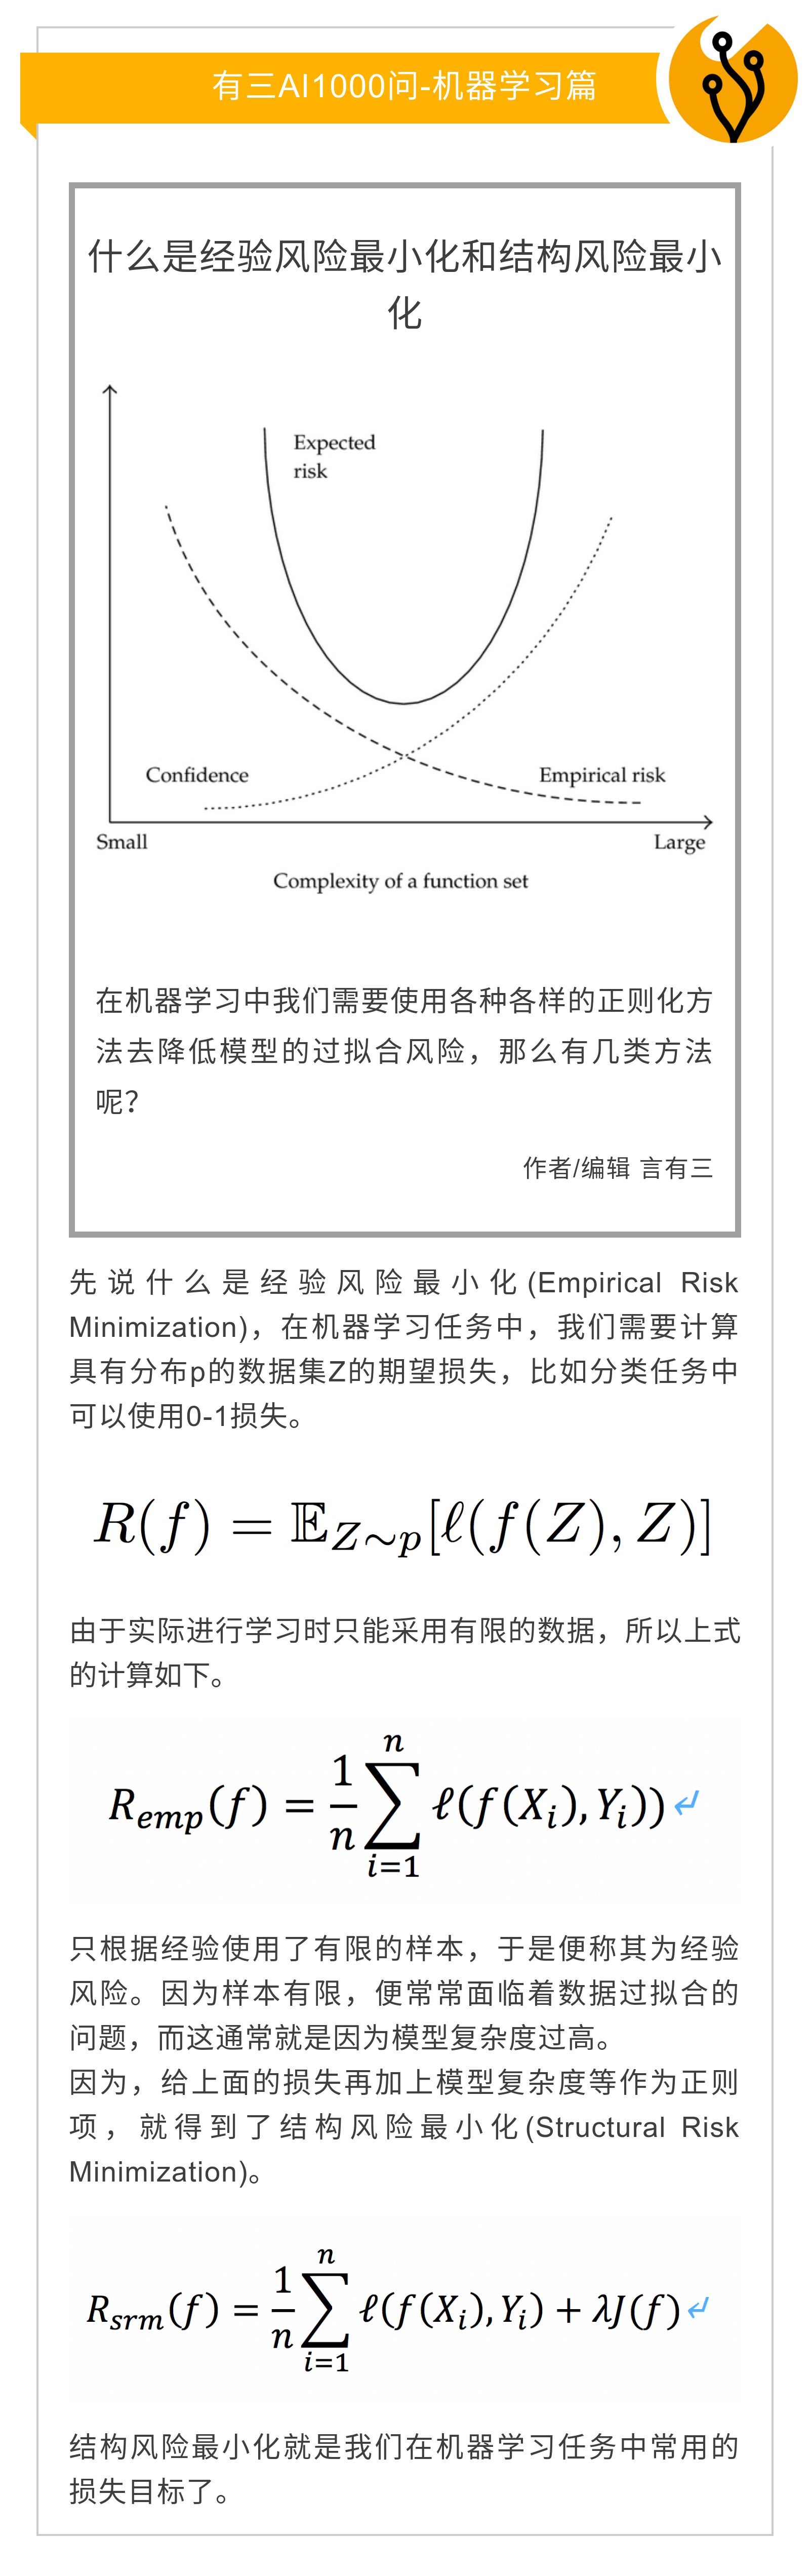 有三AI1000问-机器学习篇
什么是经验风险最小化和结构风险最小
化
Expected
risk
Confidence
Empirical risk
Small
Large
Complexity of a function set
在机器学习中我们需要使用各种各样的正则化方
法去降低模型的过拟合风险，那么有几类方法
呢？
作者/编辑 言有三
先说什么是经验风险最小化(Empirical Risk
Minimization)，在机器学习任务中，我们需要计算
具有分布p的数据集Z的期望损失，比如分类任务中
可以使用0-1损失。
R(f) = 𝔼_{Z∼p}[ℓ(f(Z), Z)]
由于实际进行学习时只能采用有限的数据，所以上式
的计算如下。
R_{emp}(f) = \frac{1}{n} \sum_{i=1}^{n} ℓ(f(X_i), Y_i))↵
只根据经验使用了有限的样本，于是便称其为经验
风险。因为样本有限，便常常面临着数据过拟合的
问题，而这通常就是因为模型复杂度过高。
因为，给上面的损失再加上模型复杂度等作为正则
项，就得到了结构风险最小化(Structural Risk
Minimization)。
R_{srm}(f) = \frac{1}{n} \sum_{i=1}^{n} ℓ(f(X_i), Y_i) + λJ(f)↵
结构风险最小化就是我们在机器学习任务中常用的
损失目标了。